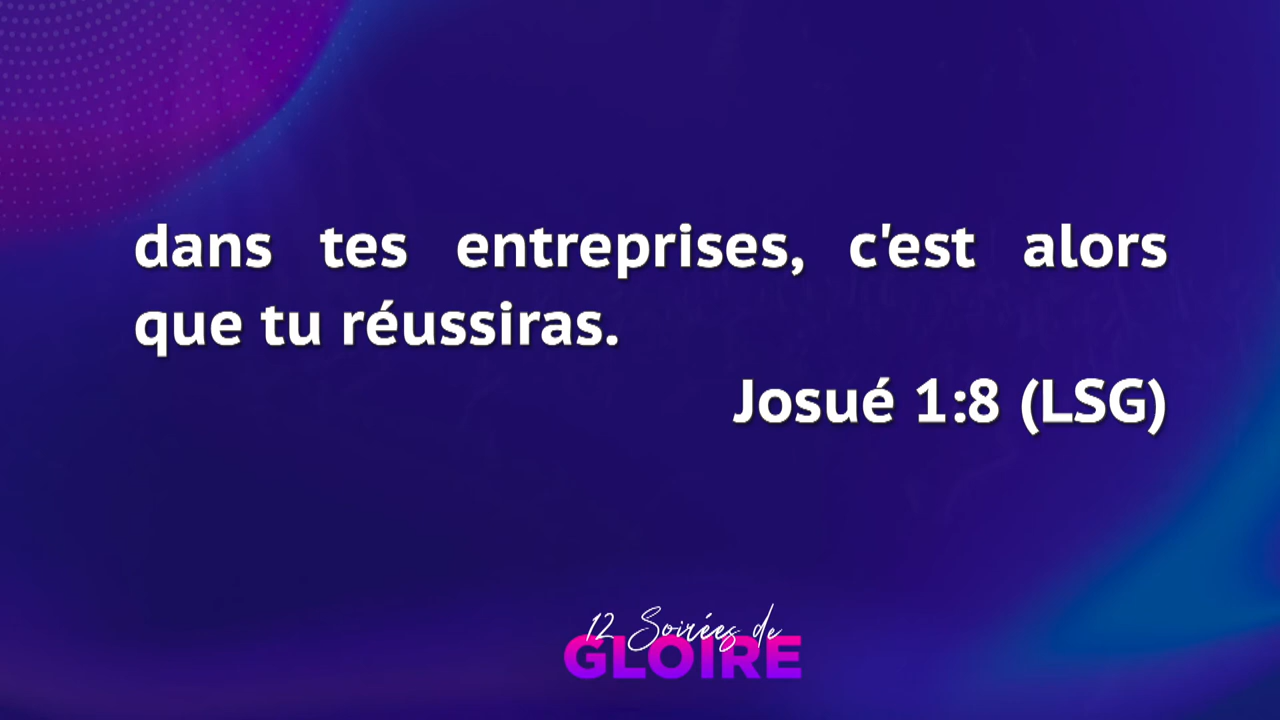 dans tes entreprises, c'est alors
que tu réussiras.
Josué 1:8 (LSG)
12 Soirées de
GLOIRE